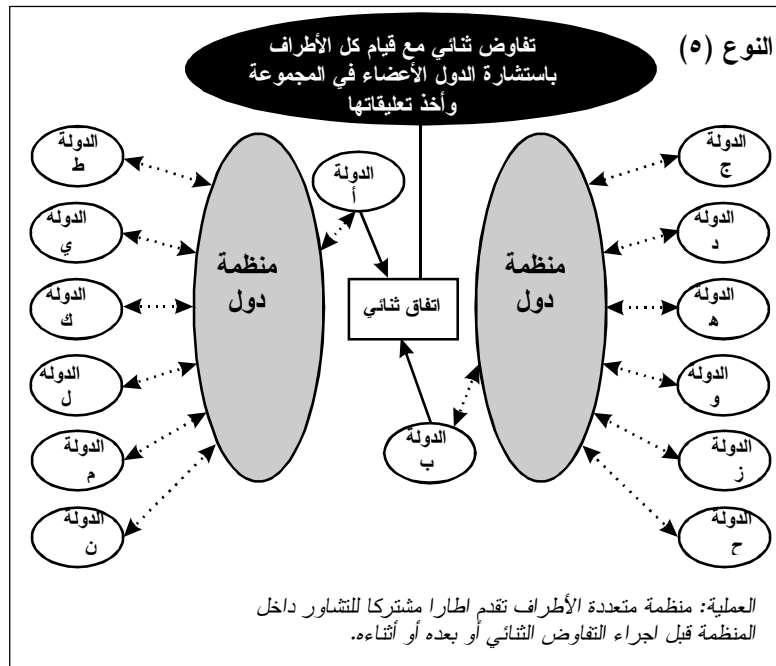 النوع (٥)
تفاوض ثنائي مع قيام كل الأطراف
باستشارة الدول الأعضاء في المجموعة
وأخذ تعليقاتها
الدولة
ج
الدولة
د
الدولة
ه
الدولة
و
الدولة
ز
الدولة
ح
منظمة
دول
الدولة
أ
اتفاق ثنائي
الدولة
ب
منظمة
دول
الدولة
ط
الدولة
ي
الدولة
ك
الدولة
ل
الدولة
م
الدولة
ن
العملية: منظمة متعددة الأطراف تقدم اطارا مشتركا للتشاور داخل
المنظمة قبل اجراء التفاوض الثنائي أو بعده أو أثناءه.